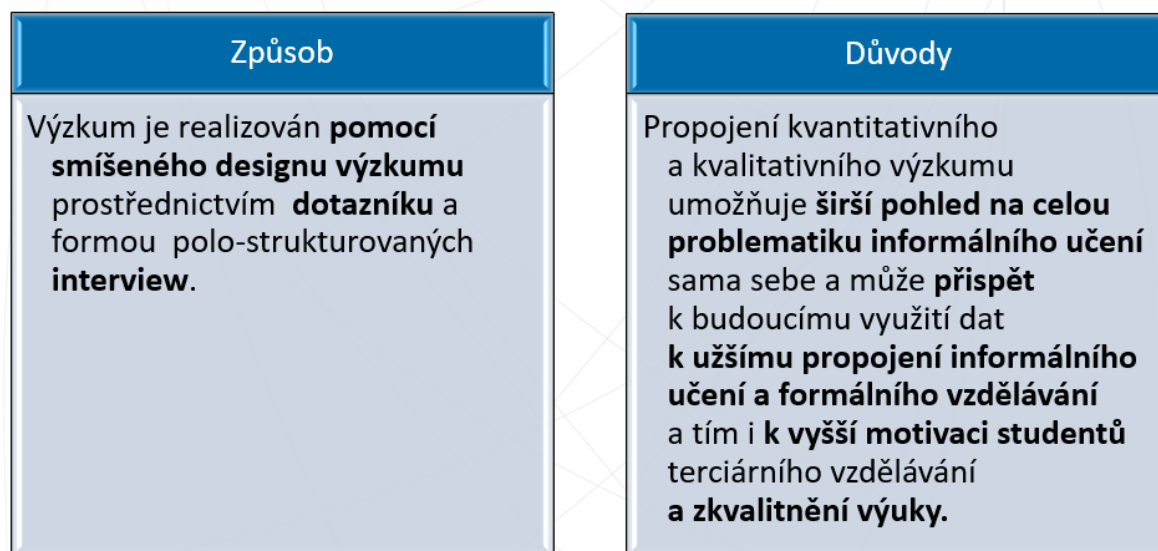 Způsob
Výzkum je realizován pomocí
smíšeného designu výzkumu
prostřednictvím dotazníku a
formou polo-strukturovaných
interview.
Důvody
Propojení kvantitativního
a kvalitativního výzkumu
umožňuje širší pohled na celou
problematiku informálního učení
sama sebe a může přispět
k budoucímu využití dat
k užšímu propojení informálního
učení a formálního vzdělávání
a tím i k vyšší motivaci studentů
terciárního vzdělávání
a zkvalitnění výuky.